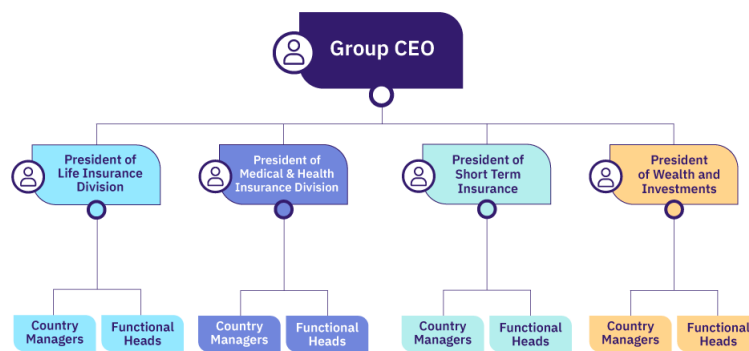 Group CEO
President of
Life Insurance
Division
President of
Medical & Health
Insurance Division
President of
Short Term
Insurance
President
of Wealth and
Investments
Country
Managers
Functional
Heads
Country
Managers
Functional
Heads
Country
Managers
Functional
Heads
Country
Managers
Functional
Heads